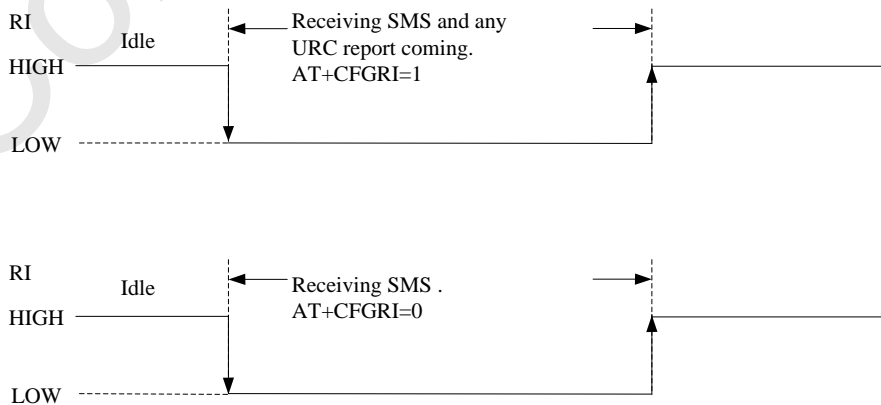 RI
Idle
Receiving SMS and any
URC report coming.
HIGH
AT+CFGRI=1
LOW
RI
Idle
Receiving SMS .
HIGH
AT+CFGRI=0
LOW